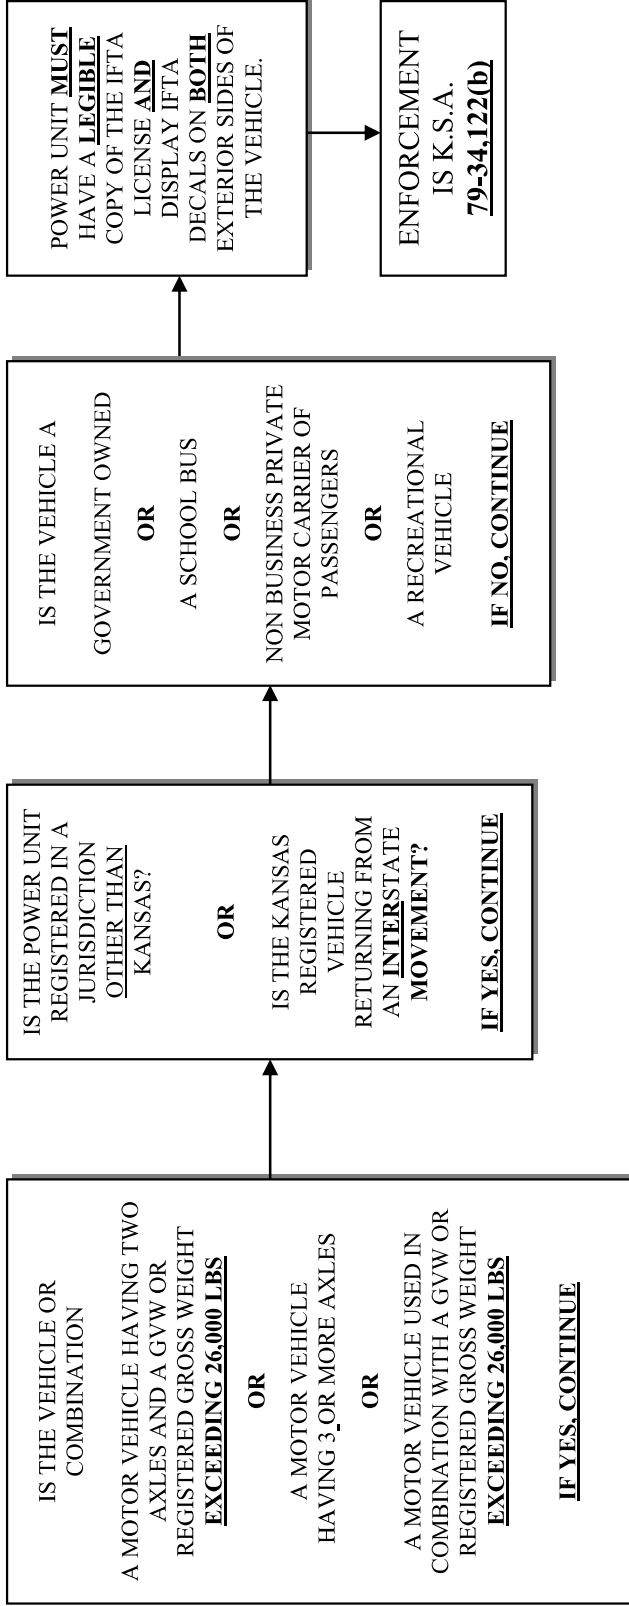 IS THE VEHICLE OR
COMBINATION
A MOTOR VEHICLE HAVING TWO
AXLES AND A GVW OR
REGISTERED GROSS WEIGHT
EXCEEDING 26,000 LBS
OR
A MOTOR VEHICLE
HAVING 3 OR MORE AXLES
OR
A MOTOR VEHICLE USED IN
COMBINATION WITH A GVW OR
REGISTERED GROSS WEIGHT
EXCEEDING 26,000 LBS
IF YES, CONTINUE
IS THE POWER UNIT
REGISTERED IN A
JURISDICTION
OTHER THAN
KANSAS?
OR
IS THE KANSAS
REGISTERED
VEHICLE
RETURNING FROM
AN INTERSTATE
MOVEMENT?
IF YES, CONTINUE
IS THE VEHICLE A
GOVERNMENT OWNED
OR
A SCHOOL BUS
OR
NON BUSINESS PRIVATE
MOTOR CARRIER OF
PASSENGERS
OR
A RECREATIONAL
VEHICLE
IF NO, CONTINUE
POWER UNIT MUST
HAVE A LEGIBLE
COPY OF THE IFTA
LICENSE AND
DISPLAY IFTA
DECALS ON BOTH
EXTERIOR SIDES OF
THE VEHICLE.
ENFORCEMENT
IS K.S.A.
79-34,122(b)